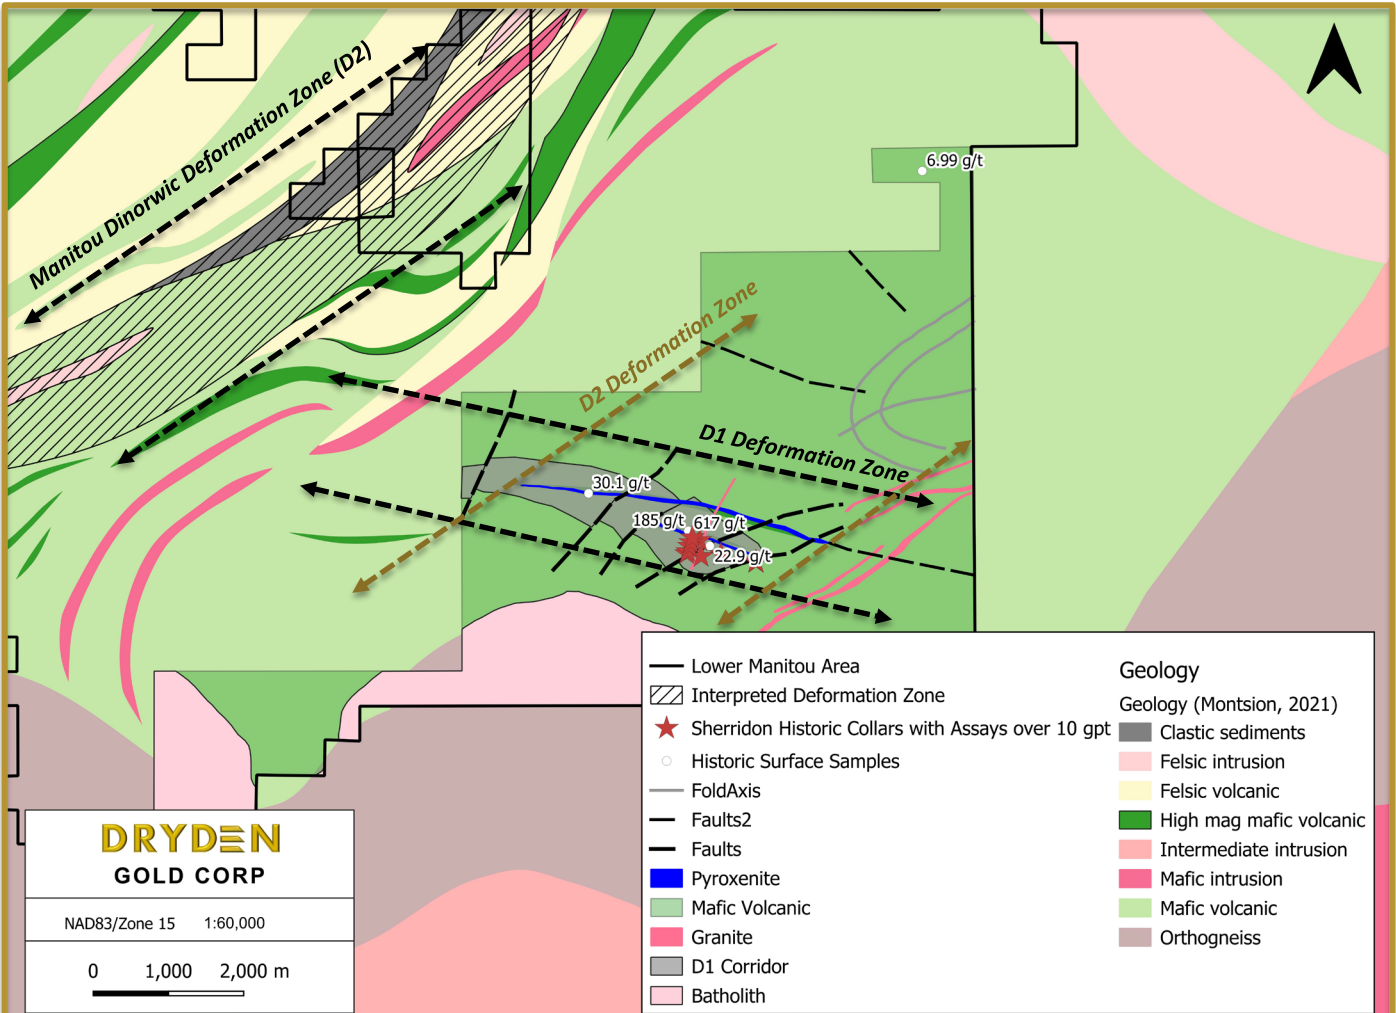 Manitou Dinorwic Deformation Zone (D2)
6.99 g/t
D2 Deformation Zone
D1 Deformation Zone
30.1 g/t
185 g/t
617 g/t
22.9 g/t
Lower Manitou Area
Interpreted Deformation Zone
Sherridon Historic Collars with Assays over 10 gpt
Historic Surface Samples
FoldAxis
Faults2
Faults
Pyroxenite
Mafic Volcanic
Granite
D1 Corridor
Batholith
Geology
Geology (Montsion, 2021)
Clastic sediments
Felsic intrusion
Felsic volcanic
High mag mafic volcanic
Intermediate intrusion
Mafic intrusion
Mafic volcanic
Orthogneiss
DRYDEN
GOLD CORP
NAD83/Zone 15 1:60,000
0 1,000 2,000 m